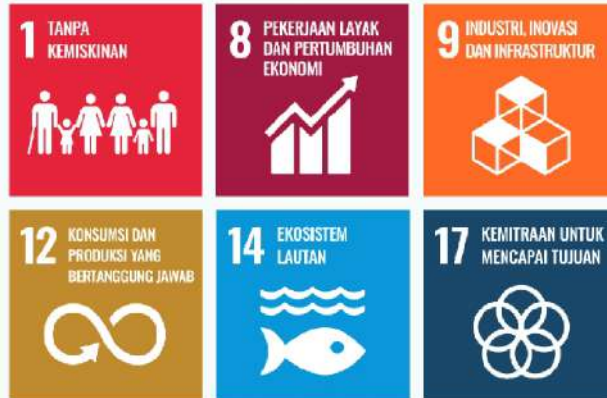 1 TANPA
KEMISKINAN
8 PEKERJAAN LAYAK
DAN PERTUMBUHAN
EKONOMI
9 INDUSTRI, INOVASI
DAN INFRASTRUKTUR
12 KONSUMSI DAN
PRODUKSI YANG
BERTANGGUNG JAWAB
14 EKOSISTEM
LAUTAN
17 KEMITRAAN UNTUK
MENCAPAI TUJUAN